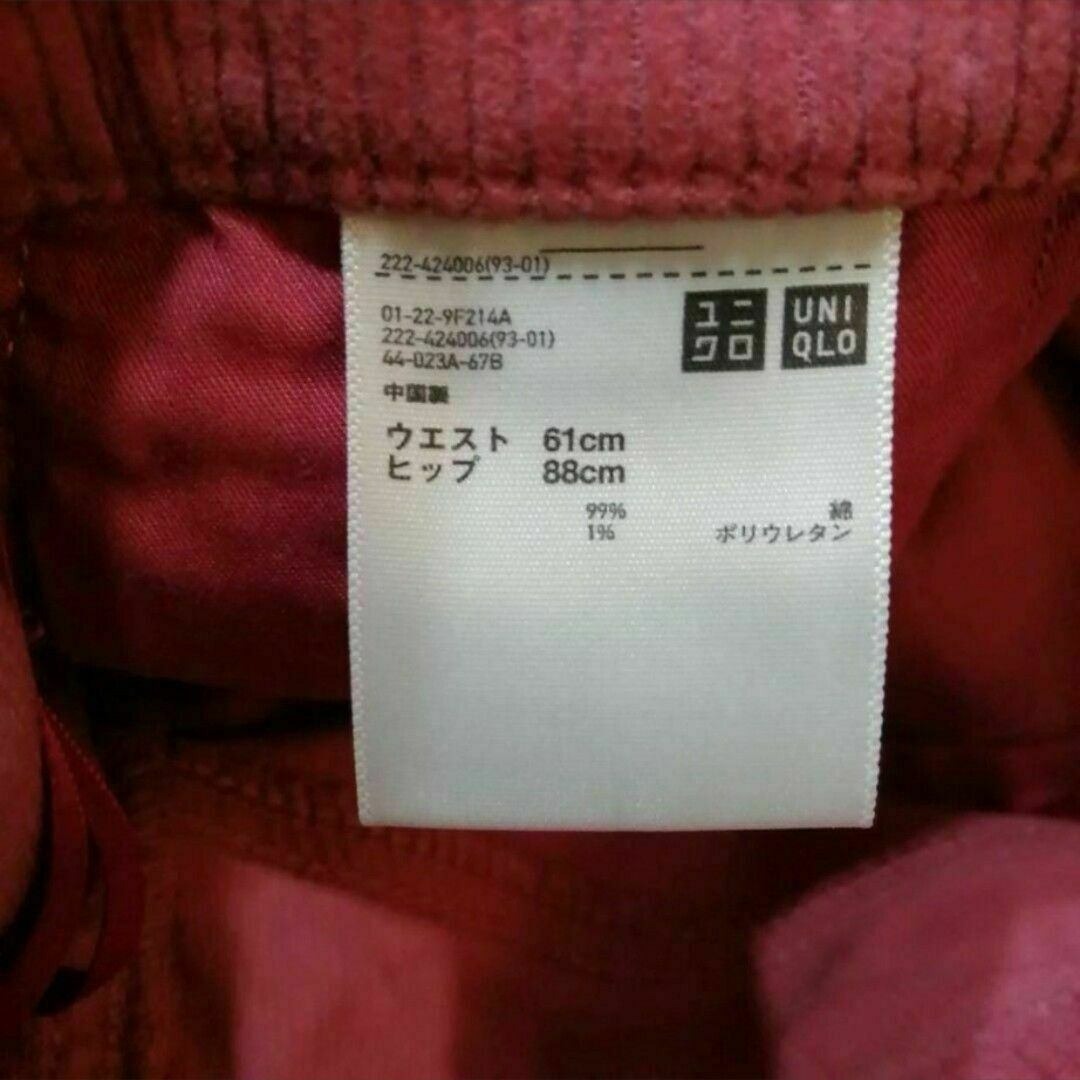 222-424006(93-01)
01-22-9F214A
222-424006(93-01)
44-023A-67B
中国製
ユニ
クロ
UNI
QLO
ウエスト 61cm
ヒップ 88cm
99% 綿
1% ポリウレタン